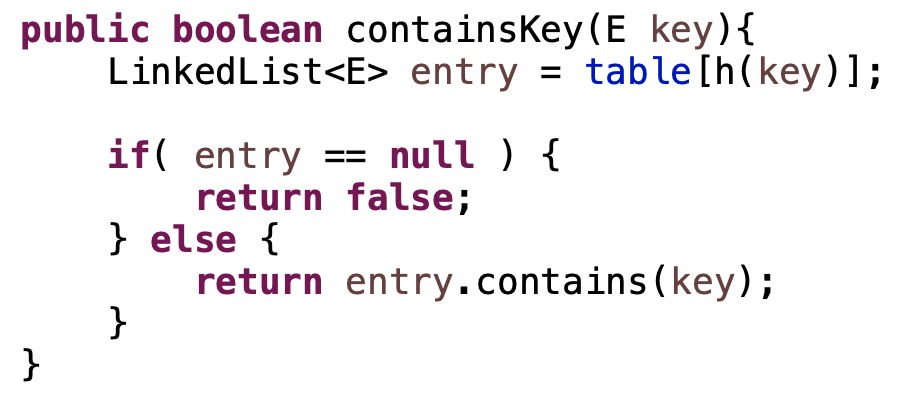 public boolean containsKey(E key){
    LinkedList<E> entry = table[h(key)];

    if( entry == null ) {
        return false;
    } else {
        return entry.contains(key);
    }
}